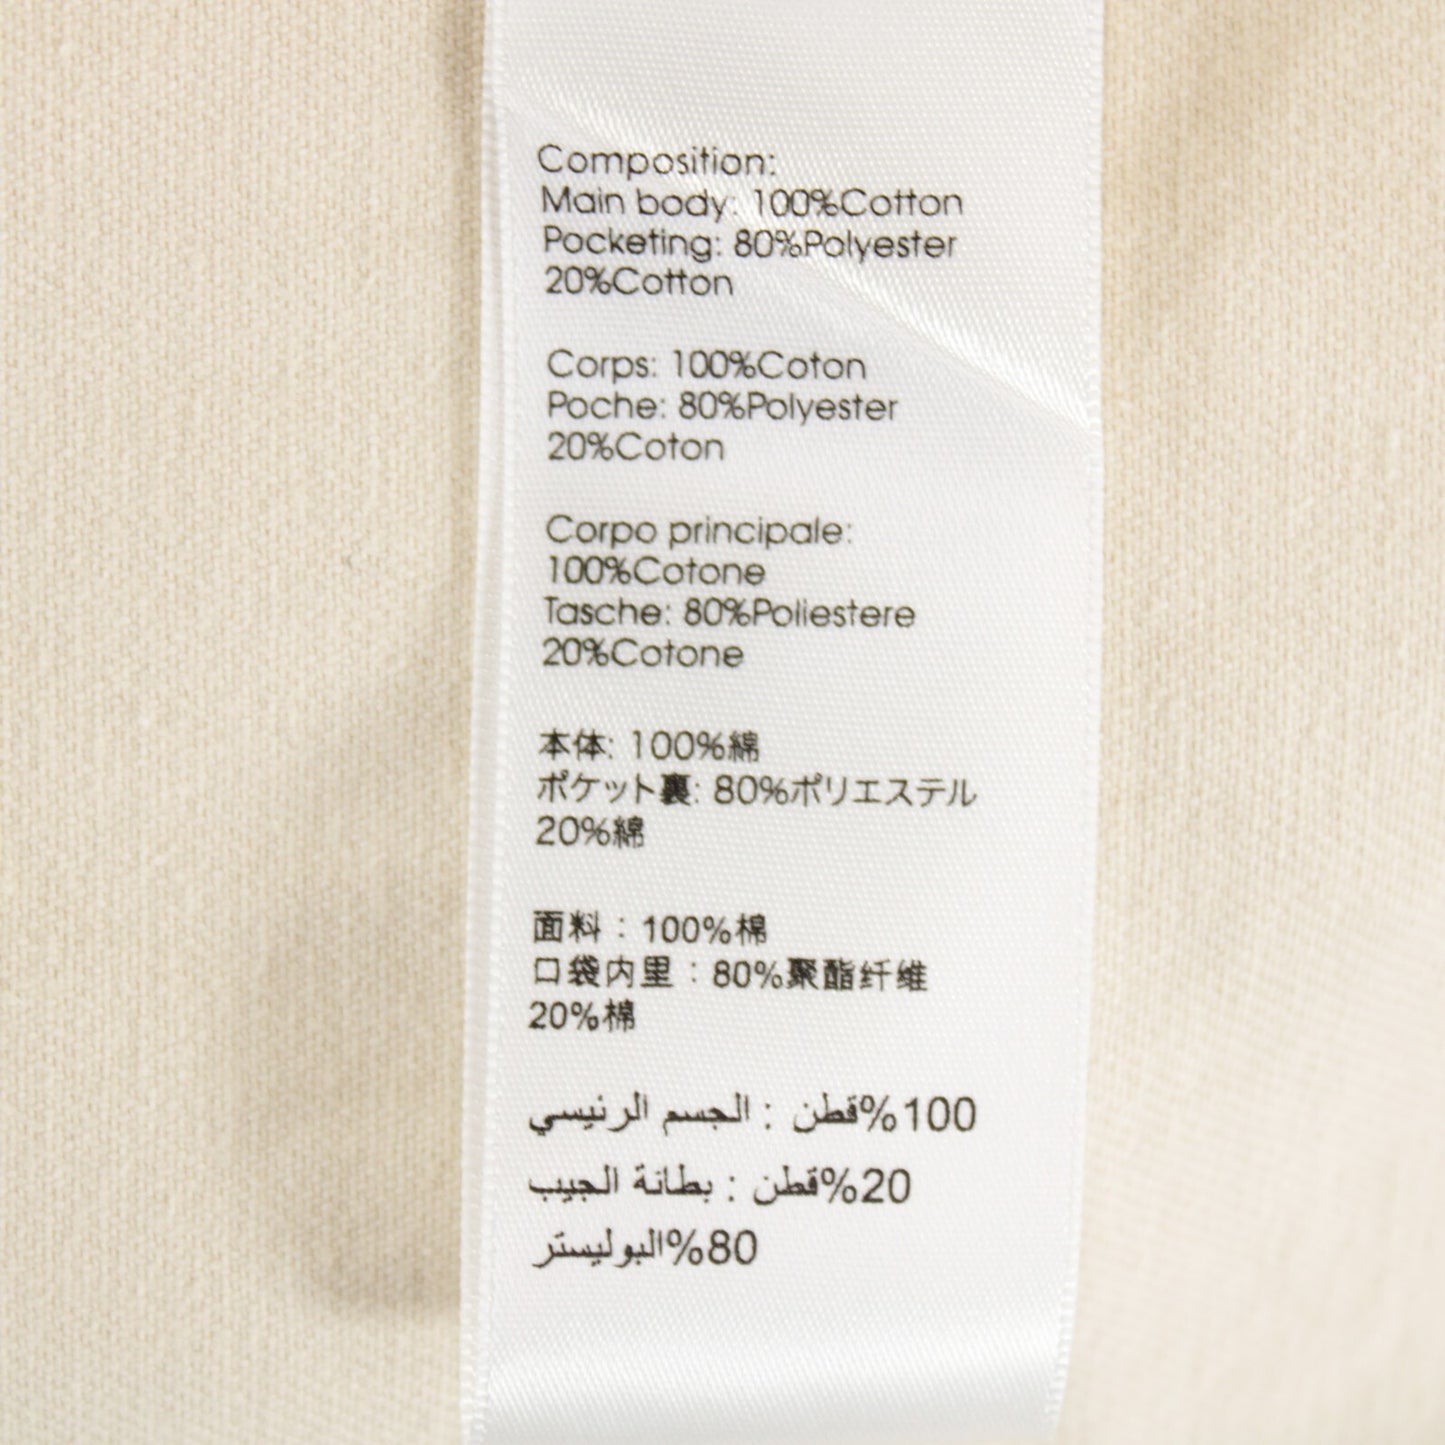 Composition:
Main body: 100%Cotton
Pocketing: 80%Polyester
20%Cotton
Corps: 100%Coton
Poche: 80%Polyester
20%Coton
Corpo principale:
100%Cotone
Tasche: 80%Poliestere
20%Cotone
本体: 100%綿
ポケット裏: 80%ポリエステル
20%綿
面料：100%棉
口袋内里：80%聚酯纤维
20%棉
100%قطن : الجسم الرئيسي
20%قطن : بطانة الجيب
80%البوليستر